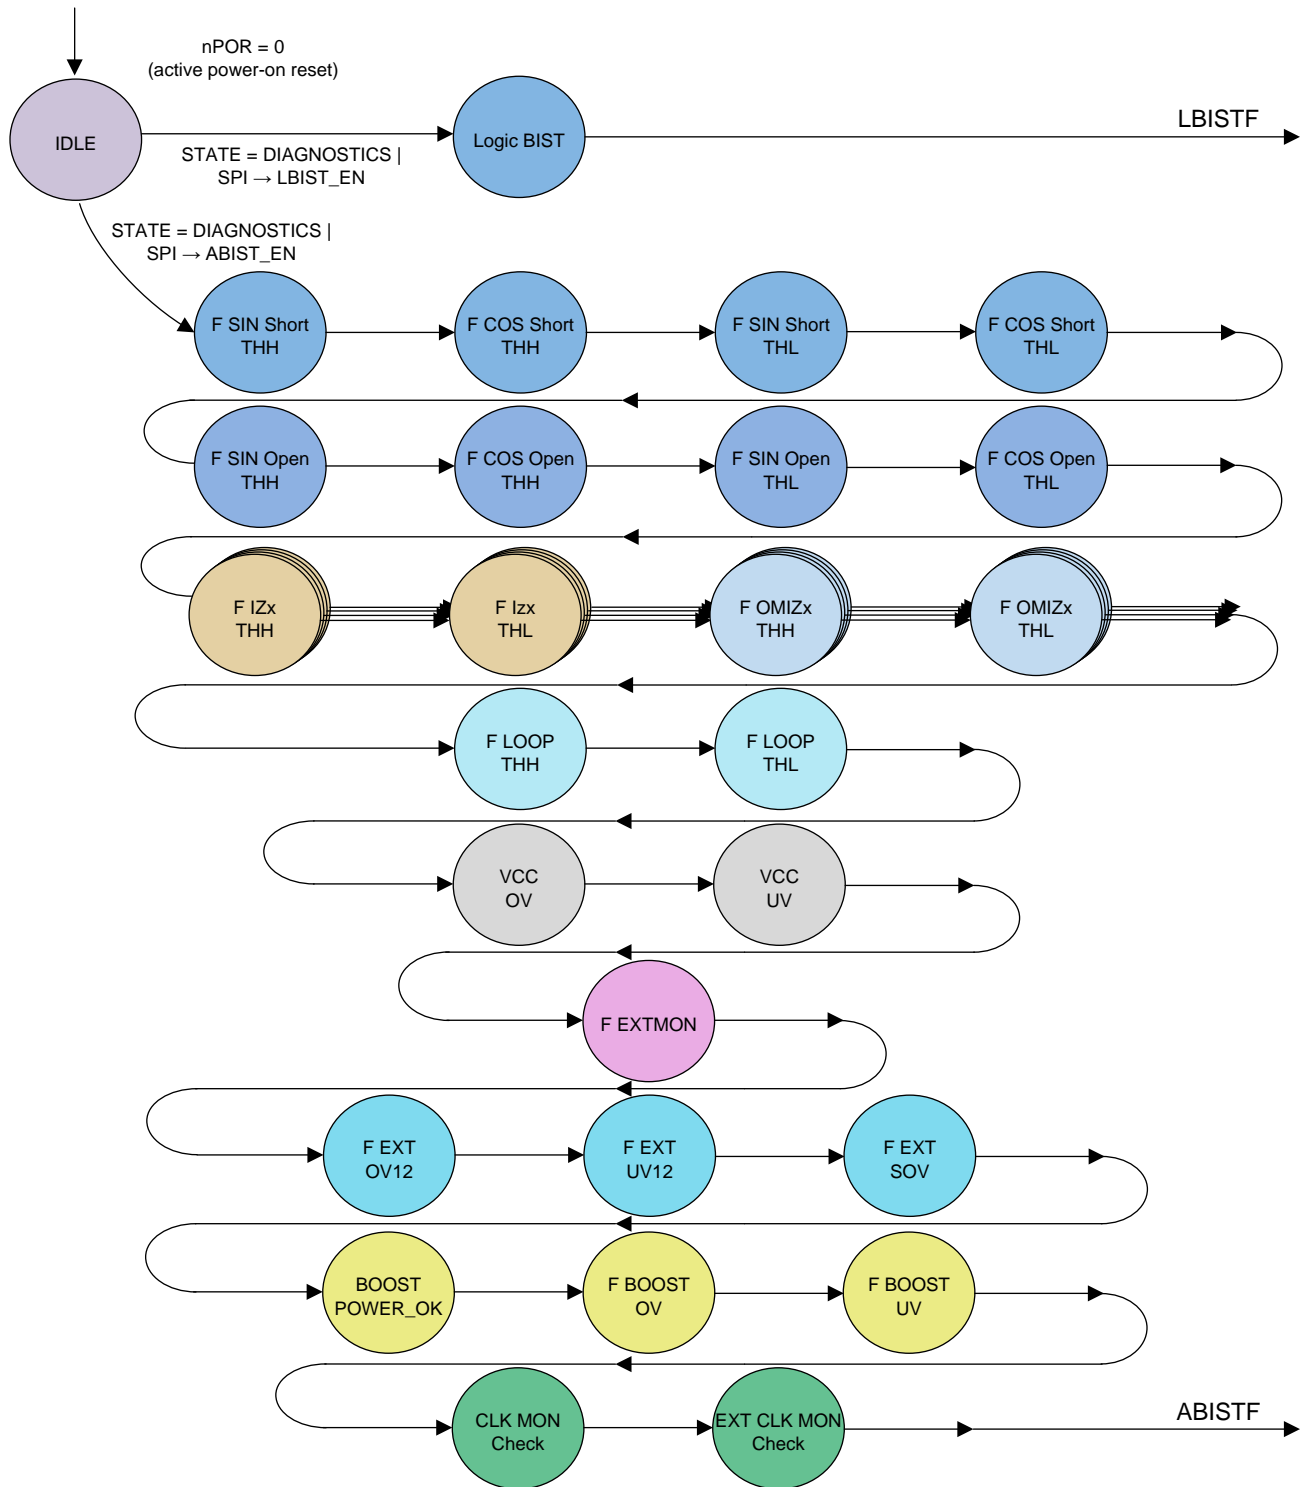 nPOR = 0
(active power-on reset)
IDLE
Logic BIST
LBISTF
STATE = DIAGNOSTICS |
SPI → LBIST_EN
STATE = DIAGNOSTICS |
SPI → ABIST_EN
F SIN Short
THH
F COS Short
THH
F SIN Short
THL
F COS Short
THL
F SIN Open
THH
F COS Open
THH
F SIN Open
THL
F COS Open
THL
F IZx
THH
F Izx
THL
F OMIZx
THH
F OMIZx
THL
F LOOP
THH
F LOOP
THL
VCC
OV
VCC
UV
F EXTMON
F EXT
OV12
F EXT
UV12
F EXT
SOV
BOOST
POWER_OK
F BOOST
OV
F BOOST
UV
CLK MON
Check
EXT CLK MON
Check
ABISTF